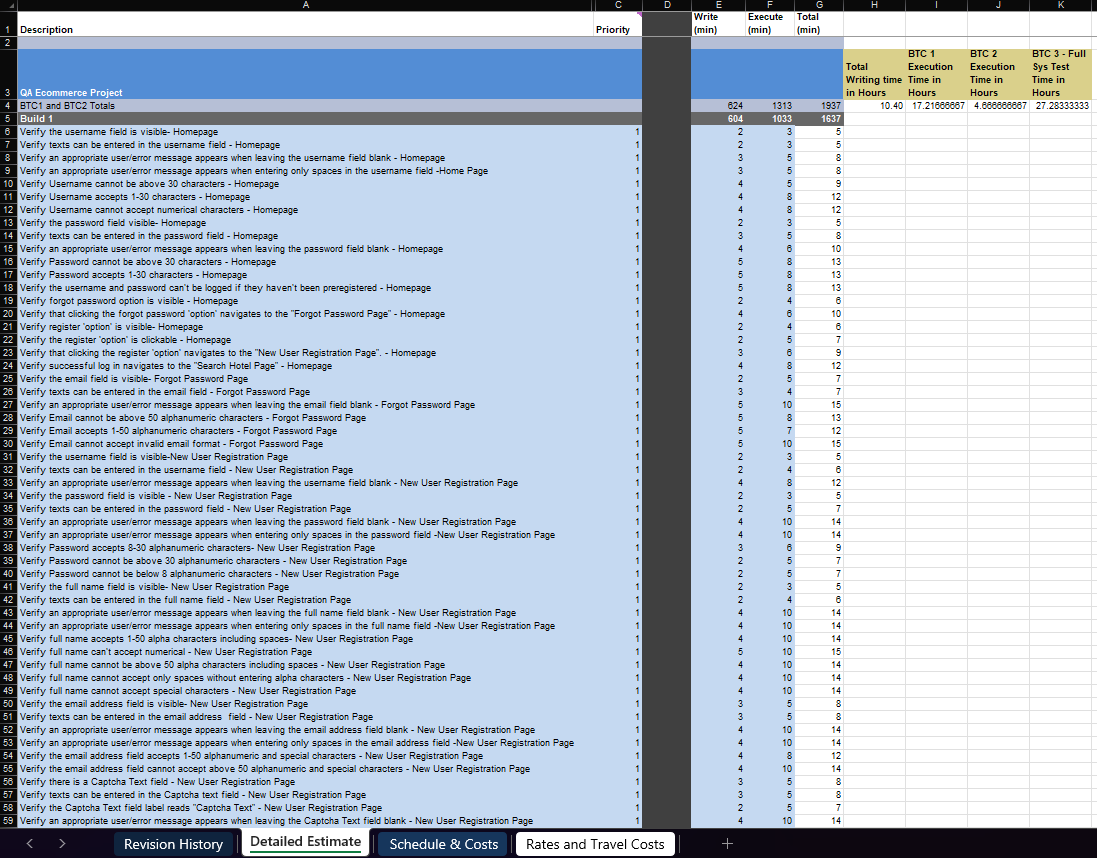 A C D E F G H I J K
1 Description Priority Write (min) Execute (min) Total (min)
2
3 QA Ecommerce Project Total Writing time in Hours BTC 1 Execution Time in Hours BTC 2 Execution Time in Hours BTC 3 - Full Sys Test Time in Hours
4 BTC1 and BTC2 Totals 624 1313 1937 10.40 17.21666667 4.666666667 27.28333333
5 Build 1 604 1033 1637
6 Verify the username field is visible- Homepage 1 2 3 5
7 Verify texts can be entered in the username field - Homepage 1 2 3 5
8 Verify an appropriate user/error message appears when leaving the username field blank - Homepage 1 3 5 8
9 Verify an appropriate user/error message appears when entering only spaces in the username field -Home Page 1 3 5 8
10 Verify Username cannot be above 30 characters - Homepage 1 4 5 9
11 Verify Username accepts 1-30 characters - Homepage 1 4 8 12
12 Verify Username cannot accept numerical characters - Homepage 1 4 8 12
13 Verify the password field visible- Homepage 1 2 3 5
14 Verify texts can be entered in the password field - Homepage 1 3 5 8
15 Verify an appropriate user/error message appears when leaving the password field blank - Homepage 1 4 6 10
16 Verify Password cannot be above 30 characters - Homepage 1 5 8 13
17 Verify Password accepts 1-30 characters - Homepage 1 5 8 13
18 Verify the username and password can't be logged if they haven't been preregistered - Homepage 1 5 8 13
19 Verify forgot password option is visible - Homepage 1 2 4 6
20 Verify that clicking the forgot password 'option' navigates to the "Forgot Password Page" - Homepage 1 4 6 10
21 Verify register 'option' is visible- Homepage 1 2 4 6
22 Verify the register 'option' is clickable - Homepage 1 2 5 7
23 Verify that clicking the register 'option' navigates to the "New User Registration Page". - Homepage 1 3 6 9
24 Verify successful log in navigates to the "Search Hotel Page" - Homepage 1 4 8 12
25 Verify the email field is visible- Forgot Password Page 1 2 5 7
26 Verify texts can be entered in the email field - Forgot Password Page 1 3 4 7
27 Verify an appropriate user/error message appears when leaving the email field blank - Forgot Password Page 1 5 10 15
28 Verify Email cannot be above 50 alphanumeric characters - Forgot Password Page 1 5 8 13
29 Verify Email accepts 1-50 alphanumeric characters - Forgot Password Page 1 5 7 12
30 Verify Email cannot accept invalid email format - Forgot Password Page 1 5 10 15
31 Verify the username field is visible-New User Registration Page 1 2 3 5
32 Verify texts can be entered in the username field - New User Registration Page 1 2 4 6
33 Verify an appropriate user/error message appears when leaving the username field blank - New User Registration Page 1 4 8 12
34 Verify the password field is visible - New User Registration Page 1 2 3 5
35 Verify texts can be entered in the password field - New User Registration Page 1 2 5 7
36 Verify an appropriate user/error message appears when leaving the password field blank - New User Registration Page 1 4 10 14
37 Verify an appropriate user/error message appears when entering only spaces in the password field -New User Registration Page 1 4 10 14
38 Verify Password accepts 8-30 alphanumeric characters- New User Registration Page 1 3 6 9
39 Verify Password cannot be above 30 alphanumeric characters - New User Registration Page 1 2 5 7
40 Verify Password cannot be below 8 alphanumeric characters - New User Registration Page 1 2 5 7
41 Verify the full name field is visible- New User Registration Page 1 2 3 5
42 Verify texts can be entered in the full name field - New User Registration Page 1 2 4 6
43 Verify an appropriate user/error message appears when leaving the full name field blank - New User Registration Page 1 4 10 14
44 Verify an appropriate user/error message appears when entering only spaces in the full name field -New User Registration Page 1 4 10 14
45 Verify full name accepts 1-50 alpha characters including spaces- New User Registration Page 1 4 10 14
46 Verify full name can't accept numerical - New User Registration Page 1 5 10 15
47 Verify full name cannot be above 50 alpha characters including spaces - New User Registration Page 1 4 10 14
48 Verify full name cannot accept only spaces without entering alpha characters - New User Registration Page 1 4 10 14
49 Verify full name cannot accept special characters - New User Registration Page 1 4 10 14
50 Verify the email address field is visible- New User Registration Page 1 3 5 8
51 Verify texts can be entered in the email address field - New User Registration Page 1 3 5 8
52 Verify an appropriate user/error message appears when leaving the email address field blank - New User Registration Page 1 4 10 14
53 Verify an appropriate user/error message appears when entering only spaces in the email address field -New User Registration Page 1 4 10 14
54 Verify the email address field accepts 1-50 alphanumeric and special characters - New User Registration Page 1 4 8 12
55 Verify the email address field cannot accept above 50 alphanumeric and special characters - New User Registration Page 1 4 10 14
56 Verify there is a Captcha Text field - New User Registration Page 1 3 5 8
57 Verify texts can be entered in the Captcha text field - New User Registration Page 1 3 5 8
58 Verify the Captcha Text field label reads "Captcha Text" - New User Registration Page 1 2 5 7
59 Verify an appropriate user/error message appears when leaving the Captcha Text field blank - New User Registration Page 1 4 10 14
Revision History Detailed Estimate Schedule & Costs Rates and Travel Costs